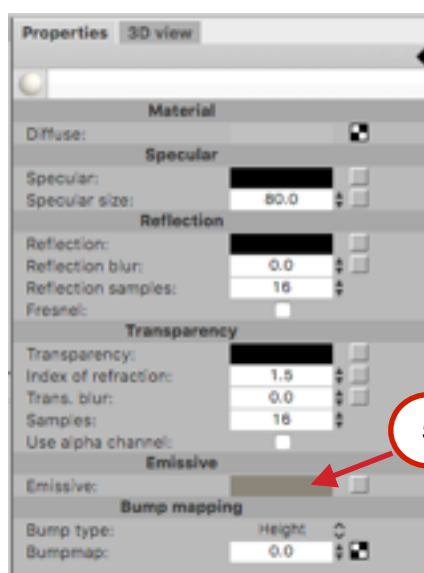 Properties 3D view
Material
Diffuse:
Specular
Specular:
Specular size: 80.0
Reflection
Reflection:
Reflection blur: 0.0
Reflection samples: 16
Fresnel:
Transparency
Transparency:
Index of refraction: 1.5
Trans. blur: 0.0
Samples: 16
Use alpha channel:
Emissive
Emissive:
Bump mapping
Bump type: Height
Bumpmap: 0.0